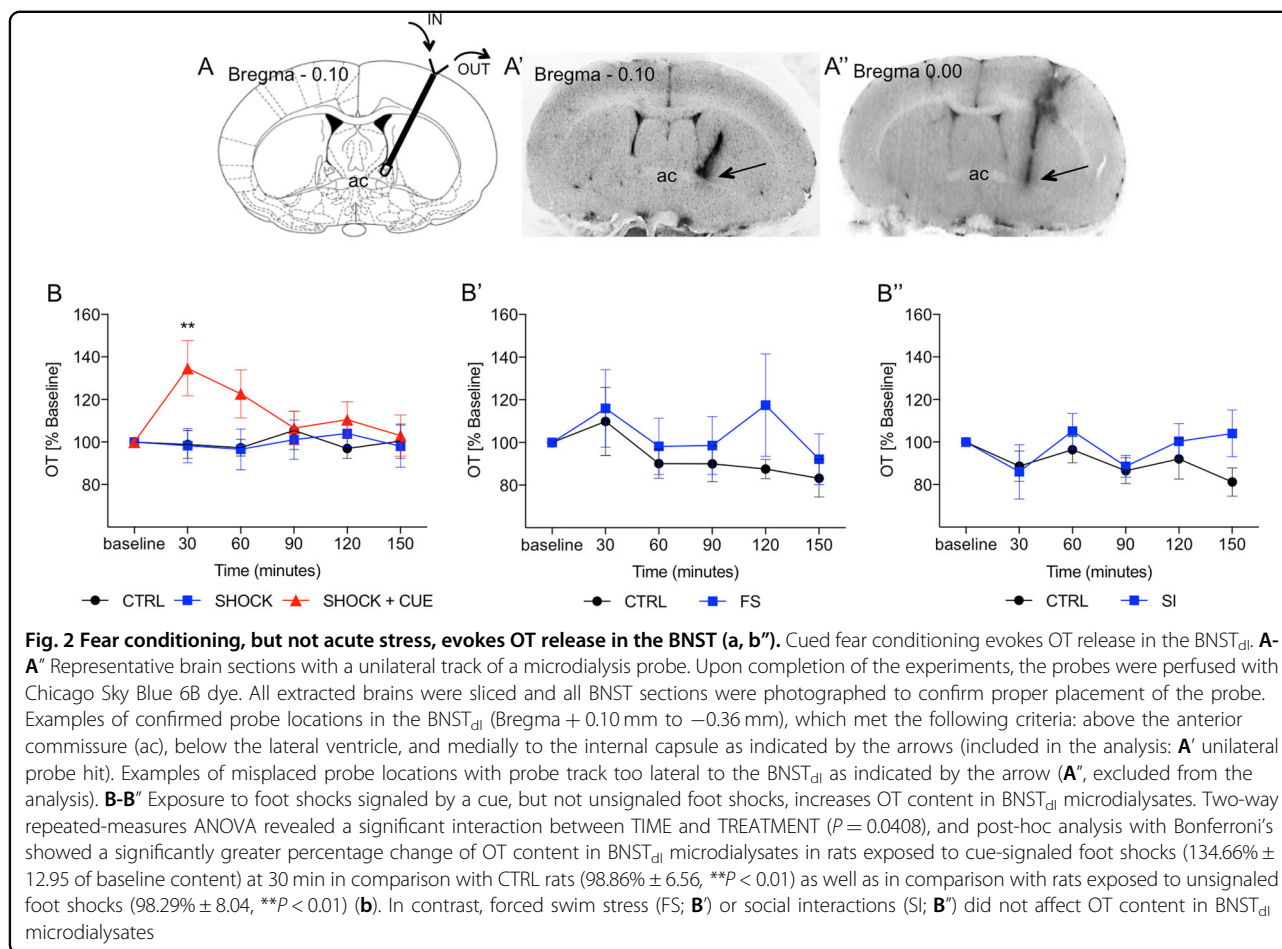 IN
OUT
A
Bregma - 0.10
ac
A'
Bregma - 0.10
ac
A''
Bregma 0.00
ac
B
OT [% Baseline]
160
140
120
100
80
**
baseline 30 60 90 120 150
Time (minutes)
CTRL SHOCK SHOCK + CUE
B'
OT [% Baseline]
160
140
120
100
80
baseline 30 60 90 120 150
Time (minutes)
CTRL FS
B''
OT [% Baseline]
160
140
120
100
80
baseline 30 60 90 120 150
Time (minutes)
CTRL SI
Fig. 2 Fear conditioning, but not acute stress, evokes OT release in the BNST (a, b″). Cued fear conditioning evokes OT release in the BNSTdl. A-
A″ Representative brain sections with a unilateral track of a microdialysis probe. Upon completion of the experiments, the probes were perfused with
Chicago Sky Blue 6B dye. All extracted brains were sliced and all BNST sections were photographed to confirm proper placement of the probe.
Examples of confirmed probe locations in the BNSTdl (Bregma + 0.10 mm to −0.36 mm), which met the following criteria: above the anterior
commissure (ac), below the lateral ventricle, and medially to the internal capsule as indicated by the arrows (included in the analysis: A′ unilateral
probe hit). Examples of misplaced probe locations with probe track too lateral to the BNSTdl as indicated by the arrow (A″, excluded from the
analysis). B-B″ Exposure to foot shocks signaled by a cue, but not unsignaled foot shocks, increases OT content in BNSTdl microdialysates. Two-way
repeated-measures ANOVA revealed a significant interaction between TIME and TREATMENT (P = 0.0408), and post-hoc analysis with Bonferroni's
showed a significantly greater percentage change of OT content in BNSTdl microdialysates in rats exposed to cue-signaled foot shocks (134.66% ±
12.95 of baseline content) at 30 min in comparison with CTRL rats (98.86% ± 6.56, **P < 0.01) as well as in comparison with rats exposed to unsignaled
foot shocks (98.29% ± 8.04, **P < 0.01) (b). In contrast, forced swim stress (FS; B′) or social interactions (SI; B″) did not affect OT content in BNSTdl
microdialysates